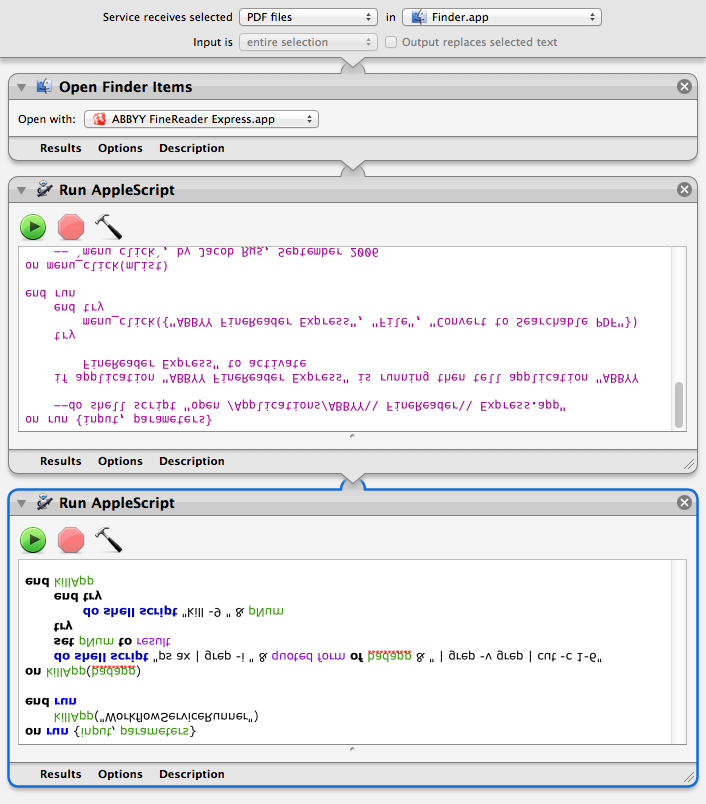 Service receives selected PDF files in Finder.app
Input is entire selection Output replaces selected text
Open Finder Items
Open with: ABBYY FineReader Express.app
Results Options Description
Run AppleScript
on run {input, parameters}
--do shell script "open /Applications/ABBYY\\ FineReader\\ Express.app"
if application "ABBYY FineReader Express" is running then tell application "ABBYY
FineReader Express" to activate
try
menu_click({"ABBYY FineReader Express", "File", "Convert to Searchable PDF"})
end try
end run
on menu_click(mList)
-- `menu_click`, by Jacob Rus, September 2006
Results Options Description
Run AppleScript
on run {input, parameters}
killApp("WorkflowServiceRunner")
end run
on killApp(badapp)
do shell script "ps ax | grep -i " & quoted form of badapp & " | grep -v grep | cut -c 1-6"
set pNum to result
try
do shell script "kill -9 " & pNum
end try
end killApp
Results Options Description